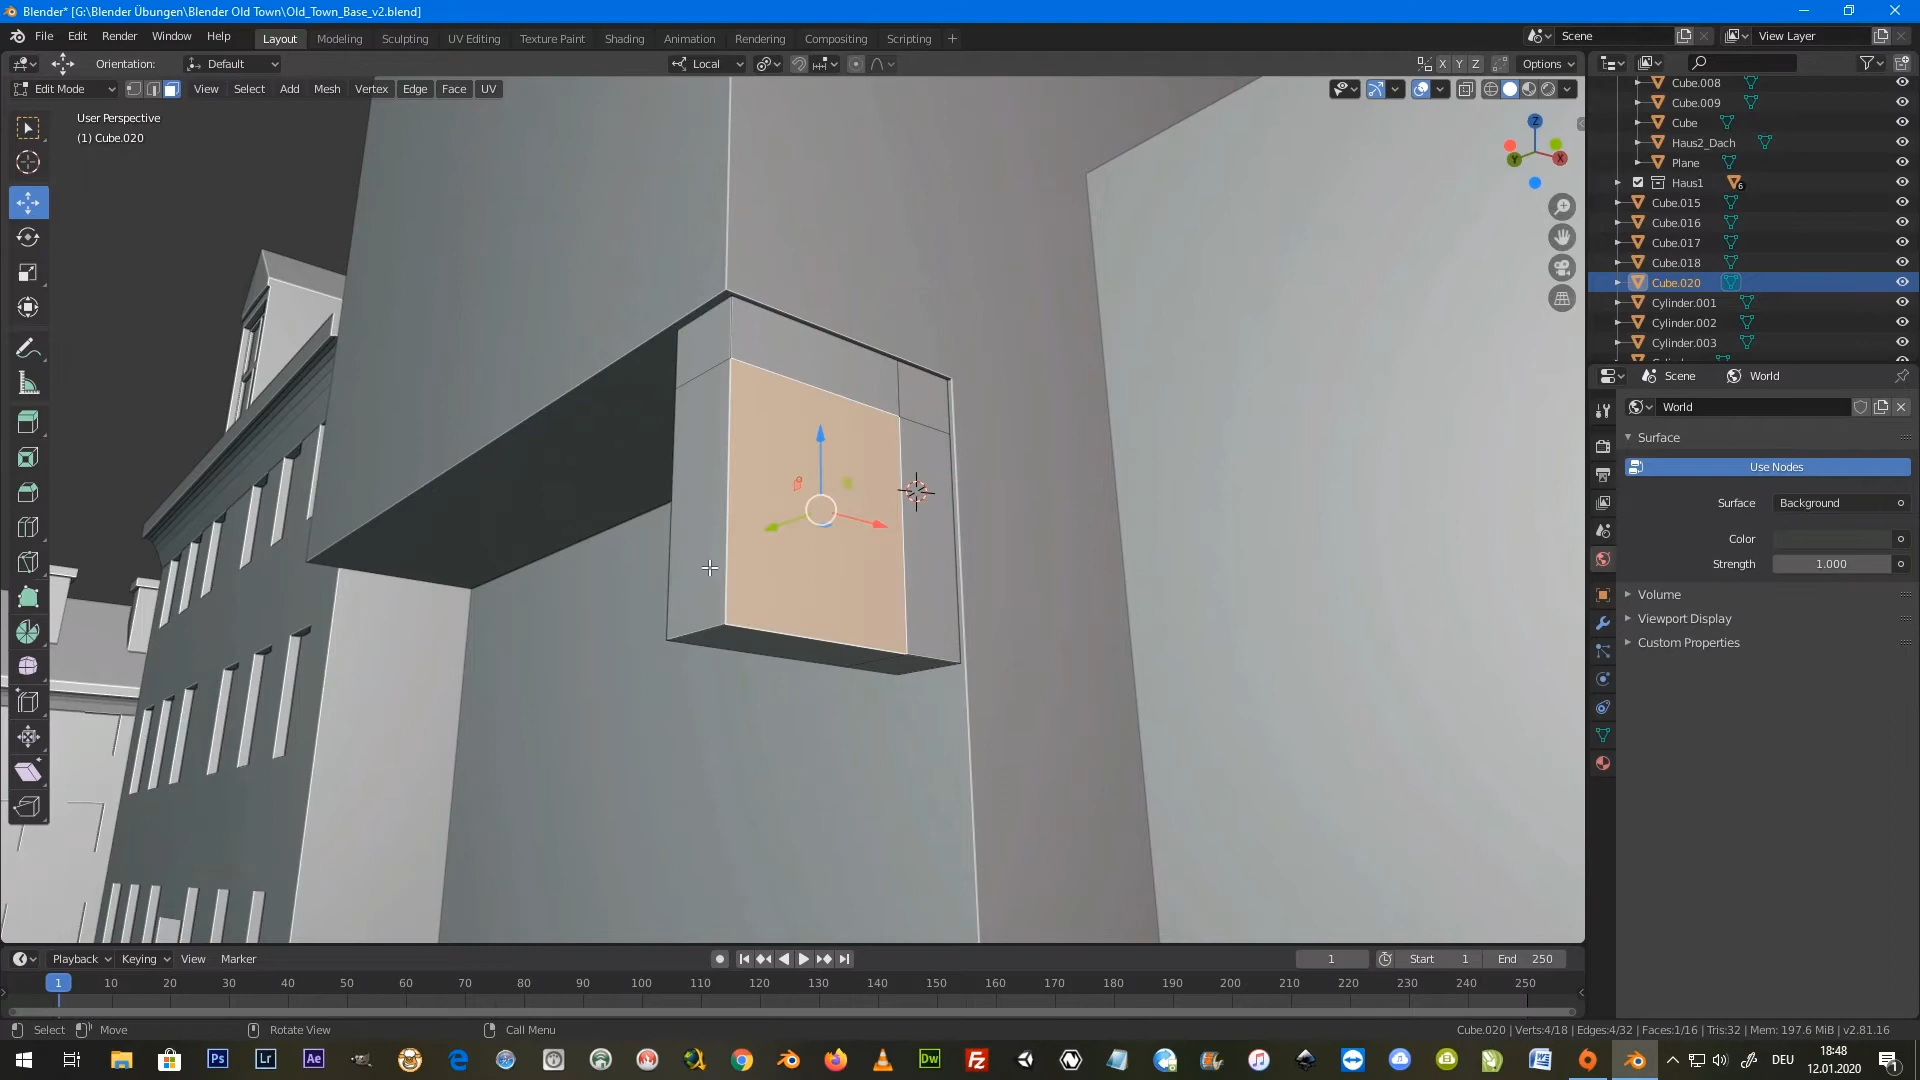 Blender* [G:\Blender Übungen\Blender Old Town\Old_Town_Base_v2.blend]
File Edit Render Window Help Layout Modeling Sculpting UV Editing Texture Paint Shading Animation Rendering Compositing Scripting + Scene View Layer
Orientation: Default Local X Y Z Options
Edit Mode View Select Add Mesh Vertex Edge Face UV
User Perspective
(1) Cube.020
Z
Y X
Cube.008
Cube.009
Cube
Haus2_Dach
Plane
Haus1 6
Cube.015
Cube.016
Cube.017
Cube.018
Cube.020
Cylinder.001
Cylinder.002
Cylinder.003
Scene World
World
Surface
Use Nodes
Surface Background
Color
Strength 1.000
Volume
Viewport Display
Custom Properties
Playback Keying View Marker 1 Start 1 End 250
1 10 20 30 40 50 60 70 80 90 100 110 120 130 140 150 160 170 180 190 200 210 220 230 240 250
Select Move Rotate View Call Menu Cube.020 | Verts:4/18 | Edges:4/32 | Faces:1/16 | Tris:32 | Mem: 197.6 MiB | v2.81.16
Ps Lr Ae Dw Fz DEU 18:48
12.01.2020 1